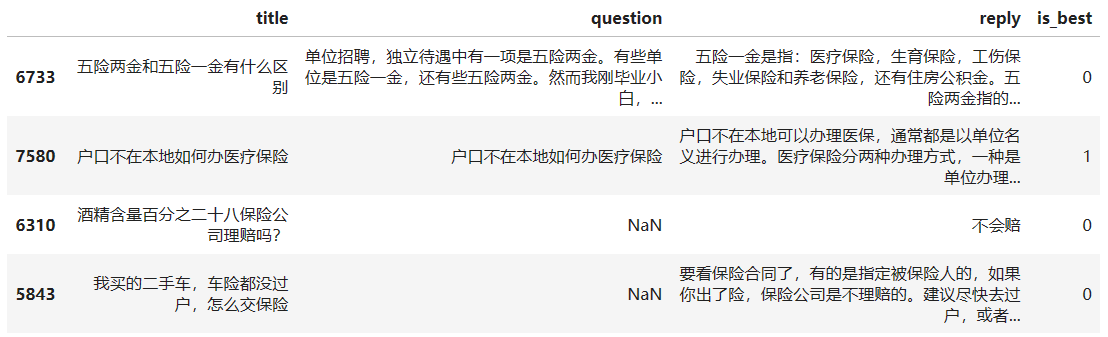 title question reply is_best
6733 五险两金和五险一金有什么区别 单位招聘，独立待遇中有一项是五险两金。有些单位是五险一金，还有些五险两金。然而我刚毕业小白，... 五险一金是指：医疗保险，生育保险，工伤保险，失业保险和养老保险，还有住房公积金。五险两金指的... 0
7580 户口不在本地如何办医疗保险 户口不在本地如何办医疗保险 户口不在本地可以办理医保，通常都是以单位名义进行办理。医疗保险分两种办理方式，一种是单位办理... 1
6310 酒精含量百分之二十八保险公司理赔吗? NaN 不会赔 0
5843 我买的二手车，车险都没过户，怎么交保险 NaN 要看保险合同了，有的是指定被保险人的，如果你出了险，保险公司是不理赔的。建议尽快去过户，或者... 0